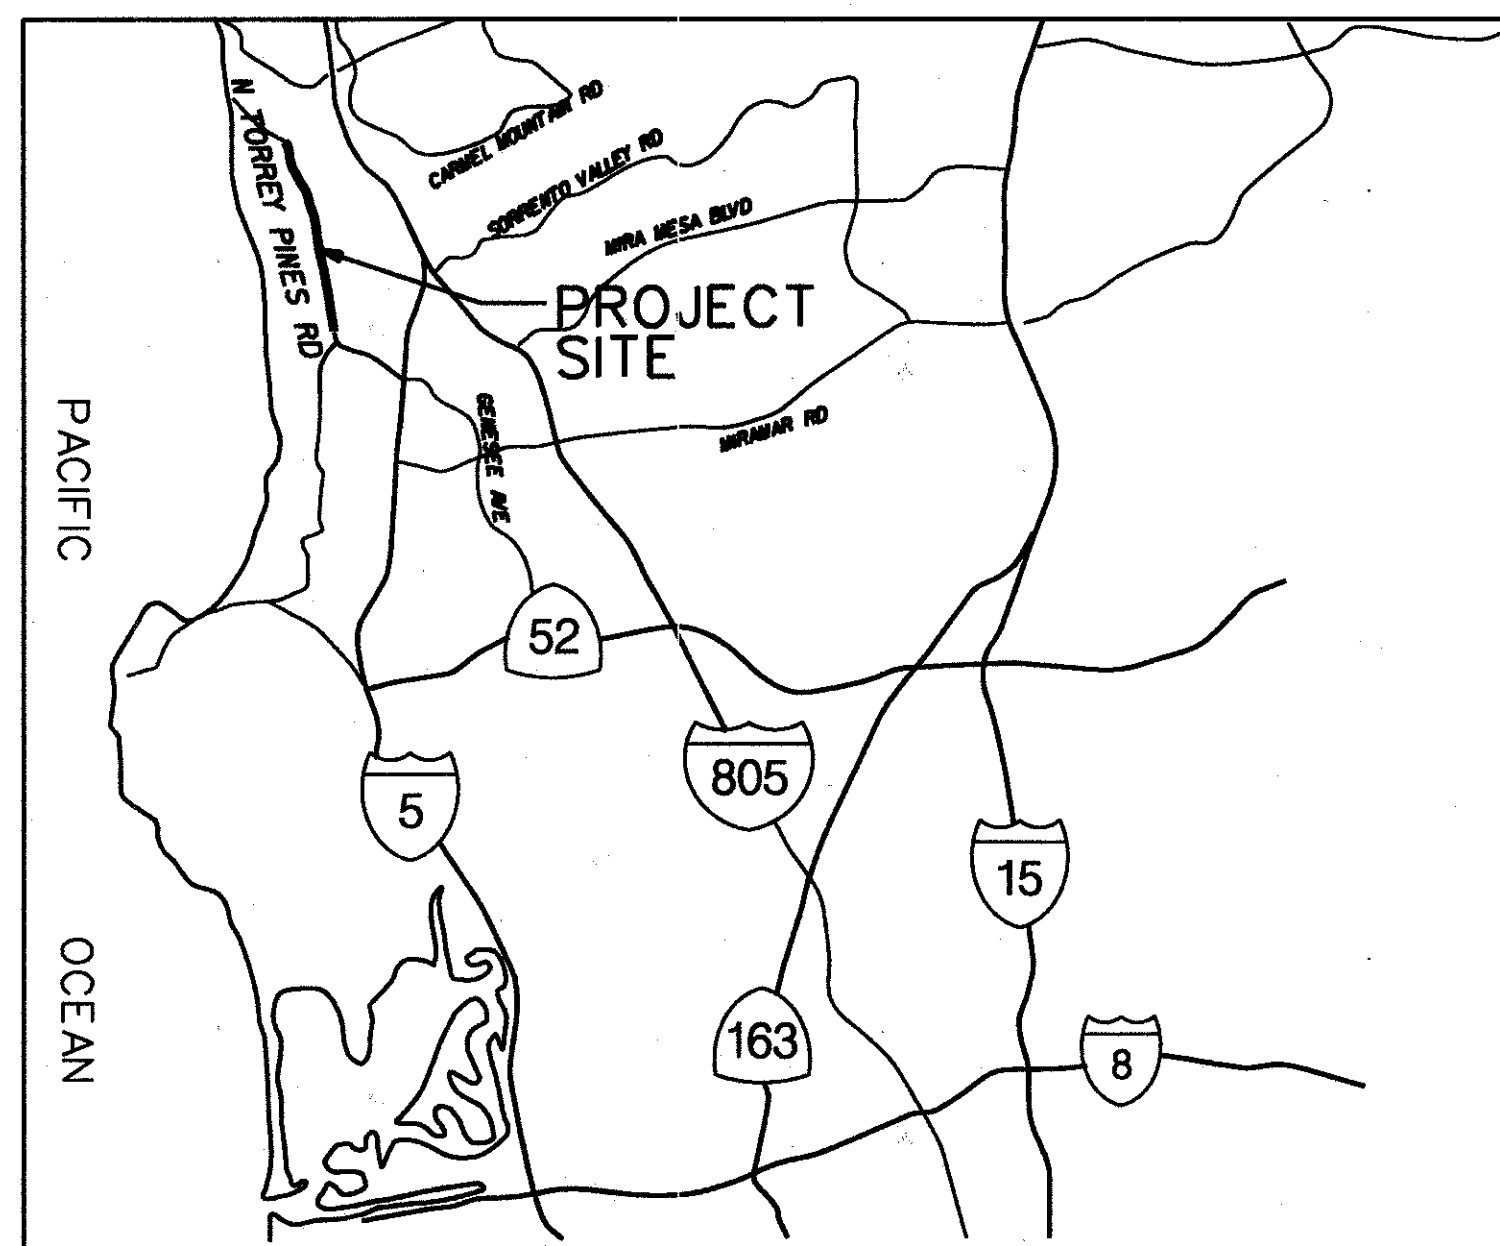 N TORREY PINES RD
CARMEL MOUNTAIN RD
SORRENTO VALLEY RD
MIRA MESA BLVD
PROJECT
SITE
GENESEE AVE
MIRAMAR RD
PACIFIC
OCEAN
52
805
5
15
163
8